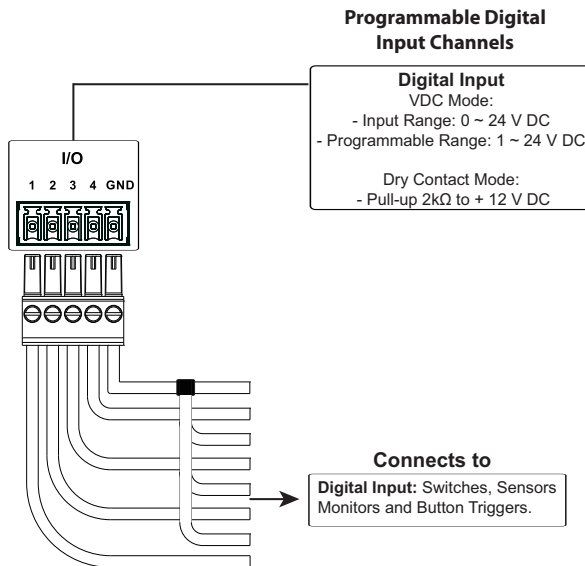 Programmable Digital
Input Channels
Digital Input
VDC Mode:
- Input Range: 0 ~ 24 V DC
- Programmable Range: 1 ~ 24 V DC
Dry Contact Mode:
- Pull-up 2kΩ to + 12 V DC
I/O
1 2 3 4 GND
Connects to
Digital Input: Switches, Sensors
Monitors and Button Triggers.